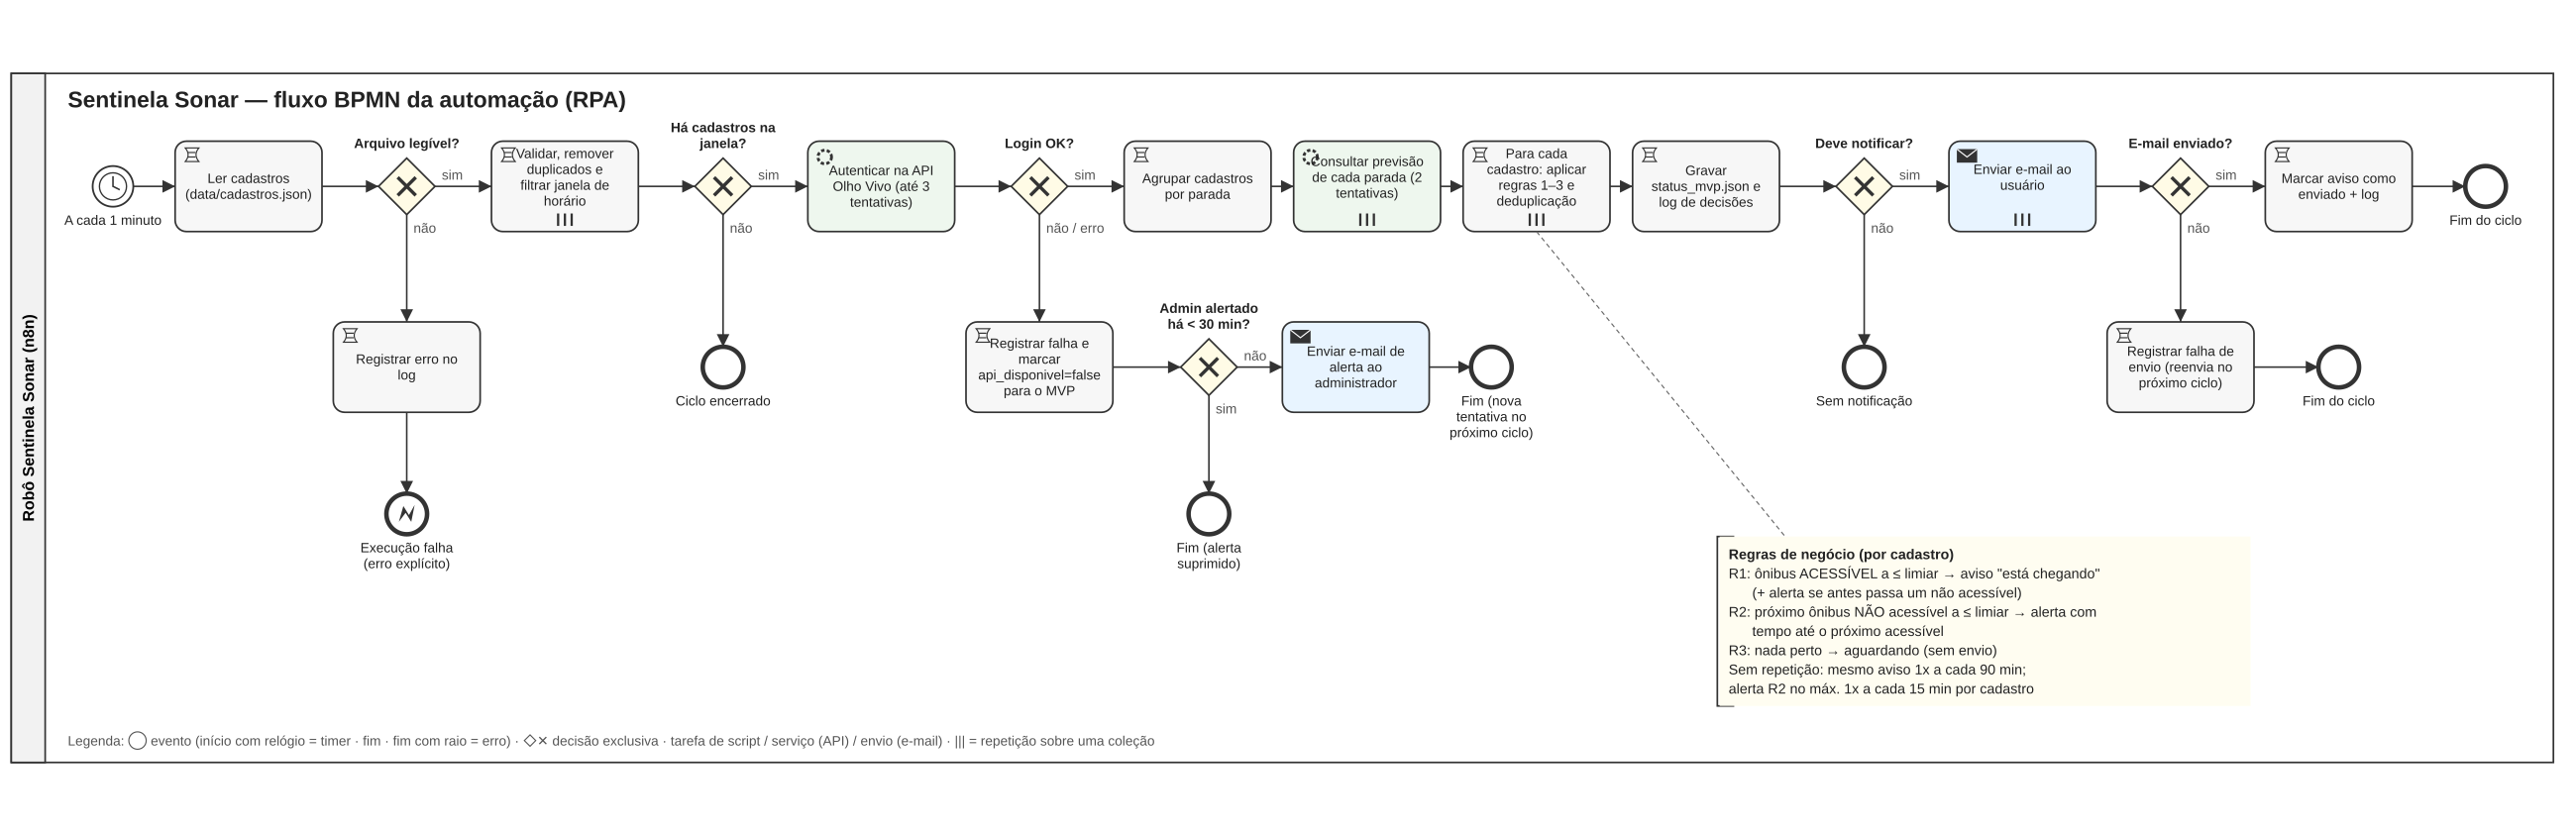 Sentinela Sonar — fluxo BPMN da automação (RPA)
Robô Sentinela Sonar (n8n)
A cada 1 minuto
Ler cadastros
(data/cadastros.json)
Arquivo legível?
sim
não
Registrar erro no
log
Execução falha
(erro explícito)
Validar, remover
duplicados e
filtrar janela de
horário
Há cadastros na
janela?
sim
não
Ciclo encerrado
Autenticar na API
Olho Vivo (até 3
tentativas)
Login OK?
sim
não / erro
Registrar falha e
marcar
api_disponivel=false
para o MVP
Admin alertado
há < 30 min?
não
sim
Enviar e-mail de
alerta ao
administrador
Fim (nova
tentativa no
próximo ciclo)
Fim (alerta
suprimido)
Agrupar cadastros
por parada
Consultar previsão
de cada parada (2
tentativas)
Para cada
cadastro: aplicar
regras 1–3 e
deduplicação
Gravar
status_mvp.json e
log de decisões
Deve notificar?
sim
não
Sem notificação
Enviar e-mail ao
usuário
E-mail enviado?
sim
não
Registrar falha de
envio (reenvia no
próximo ciclo)
Fim do ciclo
Marcar aviso como
enviado + log
Fim do ciclo
Regras de negócio (por cadastro)
R1: ônibus ACESSÍVEL a ≤ limiar → aviso "está chegando"
(+ alerta se antes passa um não acessível)
R2: próximo ônibus NÃO acessível a ≤ limiar → alerta com
tempo até o próximo acessível
R3: nada perto → aguardando (sem envio)
Sem repetição: mesmo aviso 1x a cada 90 min;
alerta R2 no máx. 1x a cada 15 min por cadastro
Legenda: ◯ evento (início com relógio = timer · fim · fim com raio = erro) · ◇✕ decisão exclusiva · tarefa de script / serviço (API) / envio (e-mail) · ||| = repetição sobre uma coleção